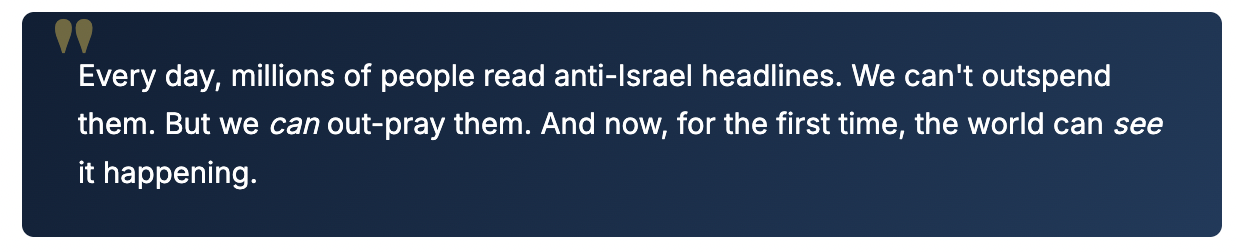 "
Every day, millions of people read anti-Israel headlines. We can't outspend
them. But we can out-pray them. And now, for the first time, the world can see
it happening.